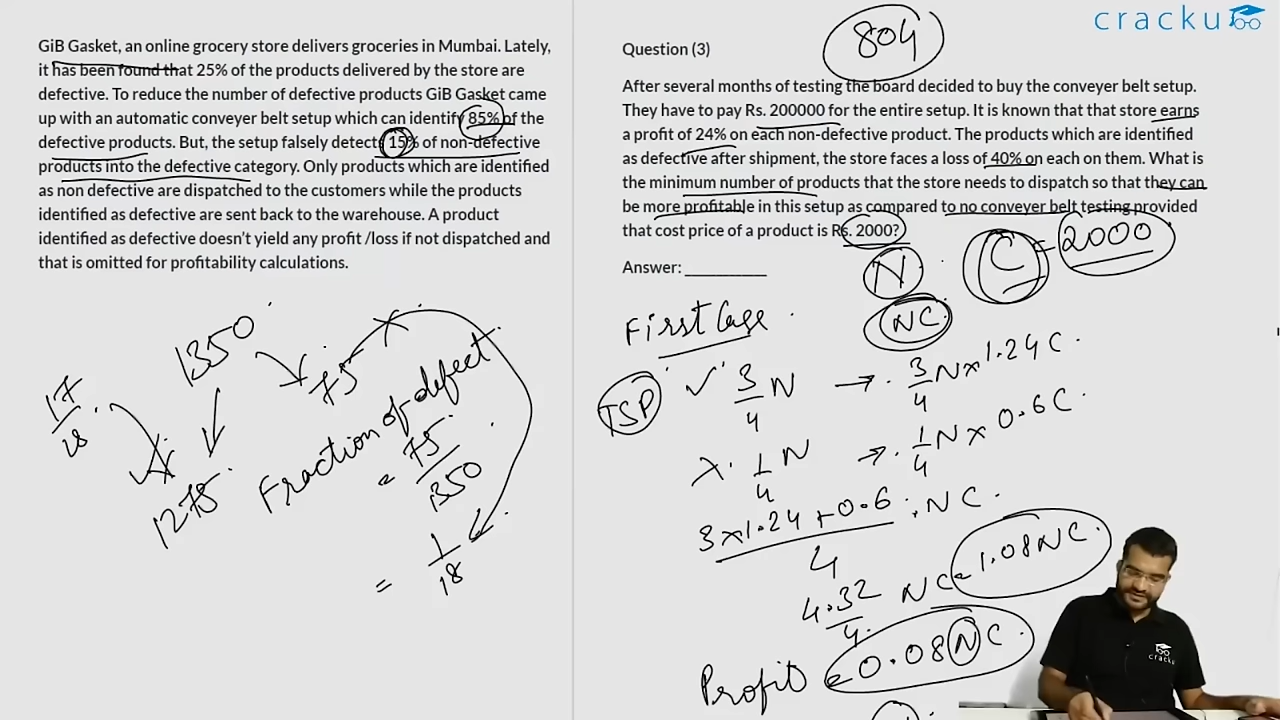 cracku
GiB Gasket, an online grocery store delivers groceries in Mumbai. Lately,
it has been found that 25% of the products delivered by the store are
defective. To reduce the number of defective products GiB Gasket came
up with an automatic conveyer belt setup which can identify 85% of the
defective products. But, the setup falsely detects 15% of non-defective
products into the defective category. Only products which are identified
as non defective are dispatched to the customers while the products
identified as defective are sent back to the warehouse. A product
identified as defective doesn't yield any profit /loss if not dispatched and
that is omitted for profitability calculations.
1350
75
17/18
1275
Fraction of defect
= 75/1350
= 1/18
804
Question (3)
After several months of testing the board decided to buy the conveyer belt setup.
They have to pay Rs. 200000 for the entire setup. It is known that that store earns
a profit of 24% on each non-defective product. The products which are identified
as defective after shipment, the store faces a loss of 40% on each on them. What is
the minimum number of products that the store needs to dispatch so that they can
be more profitable in this setup as compared to no conveyer belt testing provided
that cost price of a product is Rs. 2000?
Answer: __________
N C = 2000
NC
First Case
TSP ✓ 3/4 N → 3/4 N × 1.24C
× 1/4 N → 1/4 N × 0.6C
3×1.24+0.6/4 . NC
4.32/4 NC = 1.08NC
Profit = 0.08NC
cracku